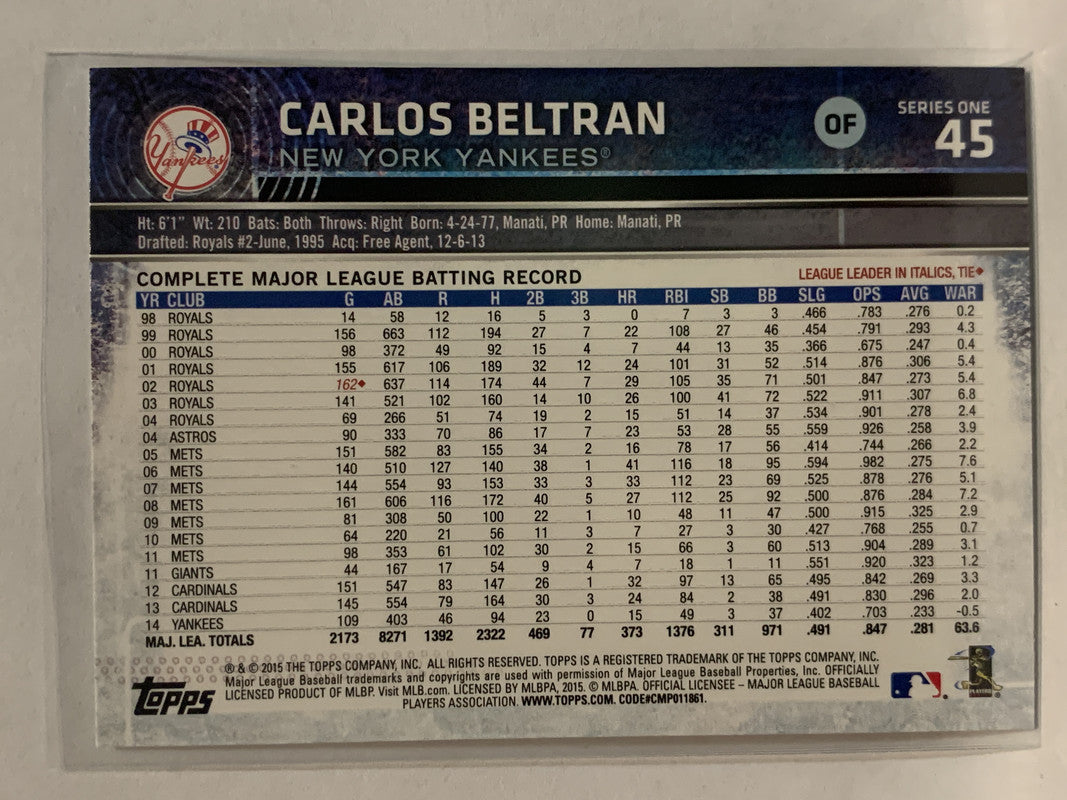 Yankees
CARLOS BELTRAN
NEW YORK YANKEES®
OF
SERIES ONE
45
Ht: 6'1" Wt: 210 Bats: Both Throws: Right Born: 4-24-77, Manati, PR Home: Manati, PR
Drafted: Royals #2-June, 1995 Acq: Free Agent, 12-6-13
COMPLETE MAJOR LEAGUE BATTING RECORD LEAGUE LEADER IN ITALICS, TIE♦
YR CLUB G AB R H 2B 3B HR RBI SB BB SLG OPS AVG WAR
98 ROYALS 14 58 12 16 5 3 0 7 3 3 .466 .783 .276 0.2
99 ROYALS 156 663 112 194 27 7 22 108 27 46 .454 .791 .293 4.3
00 ROYALS 98 372 49 92 15 4 7 44 13 35 .366 .675 .247 0.4
01 ROYALS 155 617 106 189 32 12 24 101 31 52 .514 .876 .306 5.4
02 ROYALS 162♦ 637 114 174 44 7 29 105 35 71 .501 .847 .273 5.4
03 ROYALS 141 521 102 160 14 10 26 100 41 72 .522 .911 .307 6.8
04 ROYALS 69 266 51 74 19 2 15 51 14 37 .534 .901 .278 2.4
04 ASTROS 90 333 70 86 17 7 23 53 28 55 .559 .926 .258 3.9
05 METS 151 582 83 155 34 2 16 78 17 56 .414 .744 .266 2.2
06 METS 140 510 127 140 38 1 41 116 18 95 .594 .982 .275 7.6
07 METS 144 554 93 153 33 3 33 112 23 69 .525 .878 .276 5.1
08 METS 161 606 116 172 40 5 27 112 25 92 .500 .876 .284 7.2
09 METS 81 308 50 100 22 1 10 48 11 47 .500 .915 .325 2.9
10 METS 64 220 21 56 11 3 7 27 3 30 .427 .768 .255 0.7
11 METS 98 353 61 102 30 2 15 66 3 60 .513 .904 .289 3.1
11 GIANTS 44 167 17 54 9 4 7 18 1 11 .551 .920 .323 1.2
12 CARDINALS 151 547 83 147 26 1 32 97 13 65 .495 .842 .269 3.3
13 CARDINALS 145 554 79 164 30 3 24 84 2 38 .491 .830 .296 2.0
14 YANKEES 109 403 46 94 23 0 15 49 3 37 .402 .703 .233 -0.5
MAJ. LEA. TOTALS 2173 8271 1392 2322 469 77 373 1376 311 971 .491 .847 .281 63.6
® & © 2015 THE TOPPS COMPANY, INC. ALL RIGHTS RESERVED. TOPPS IS A REGISTERED TRADEMARK OF THE TOPPS COMPANY, INC.
Major League Baseball trademarks and copyrights are used with permission of Major League Baseball Properties, Inc. OFFICIALLY
LICENSED PRODUCT OF MLBP. Visit MLB.com. LICENSED BY MLBPA, 2015. © MLBPA. OFFICIAL LICENSEE – MAJOR LEAGUE BASEBALL
PLAYERS ASSOCIATION. WWW.TOPPS.COM. CODE#CMP011861.
TOPPS
PLAYERS